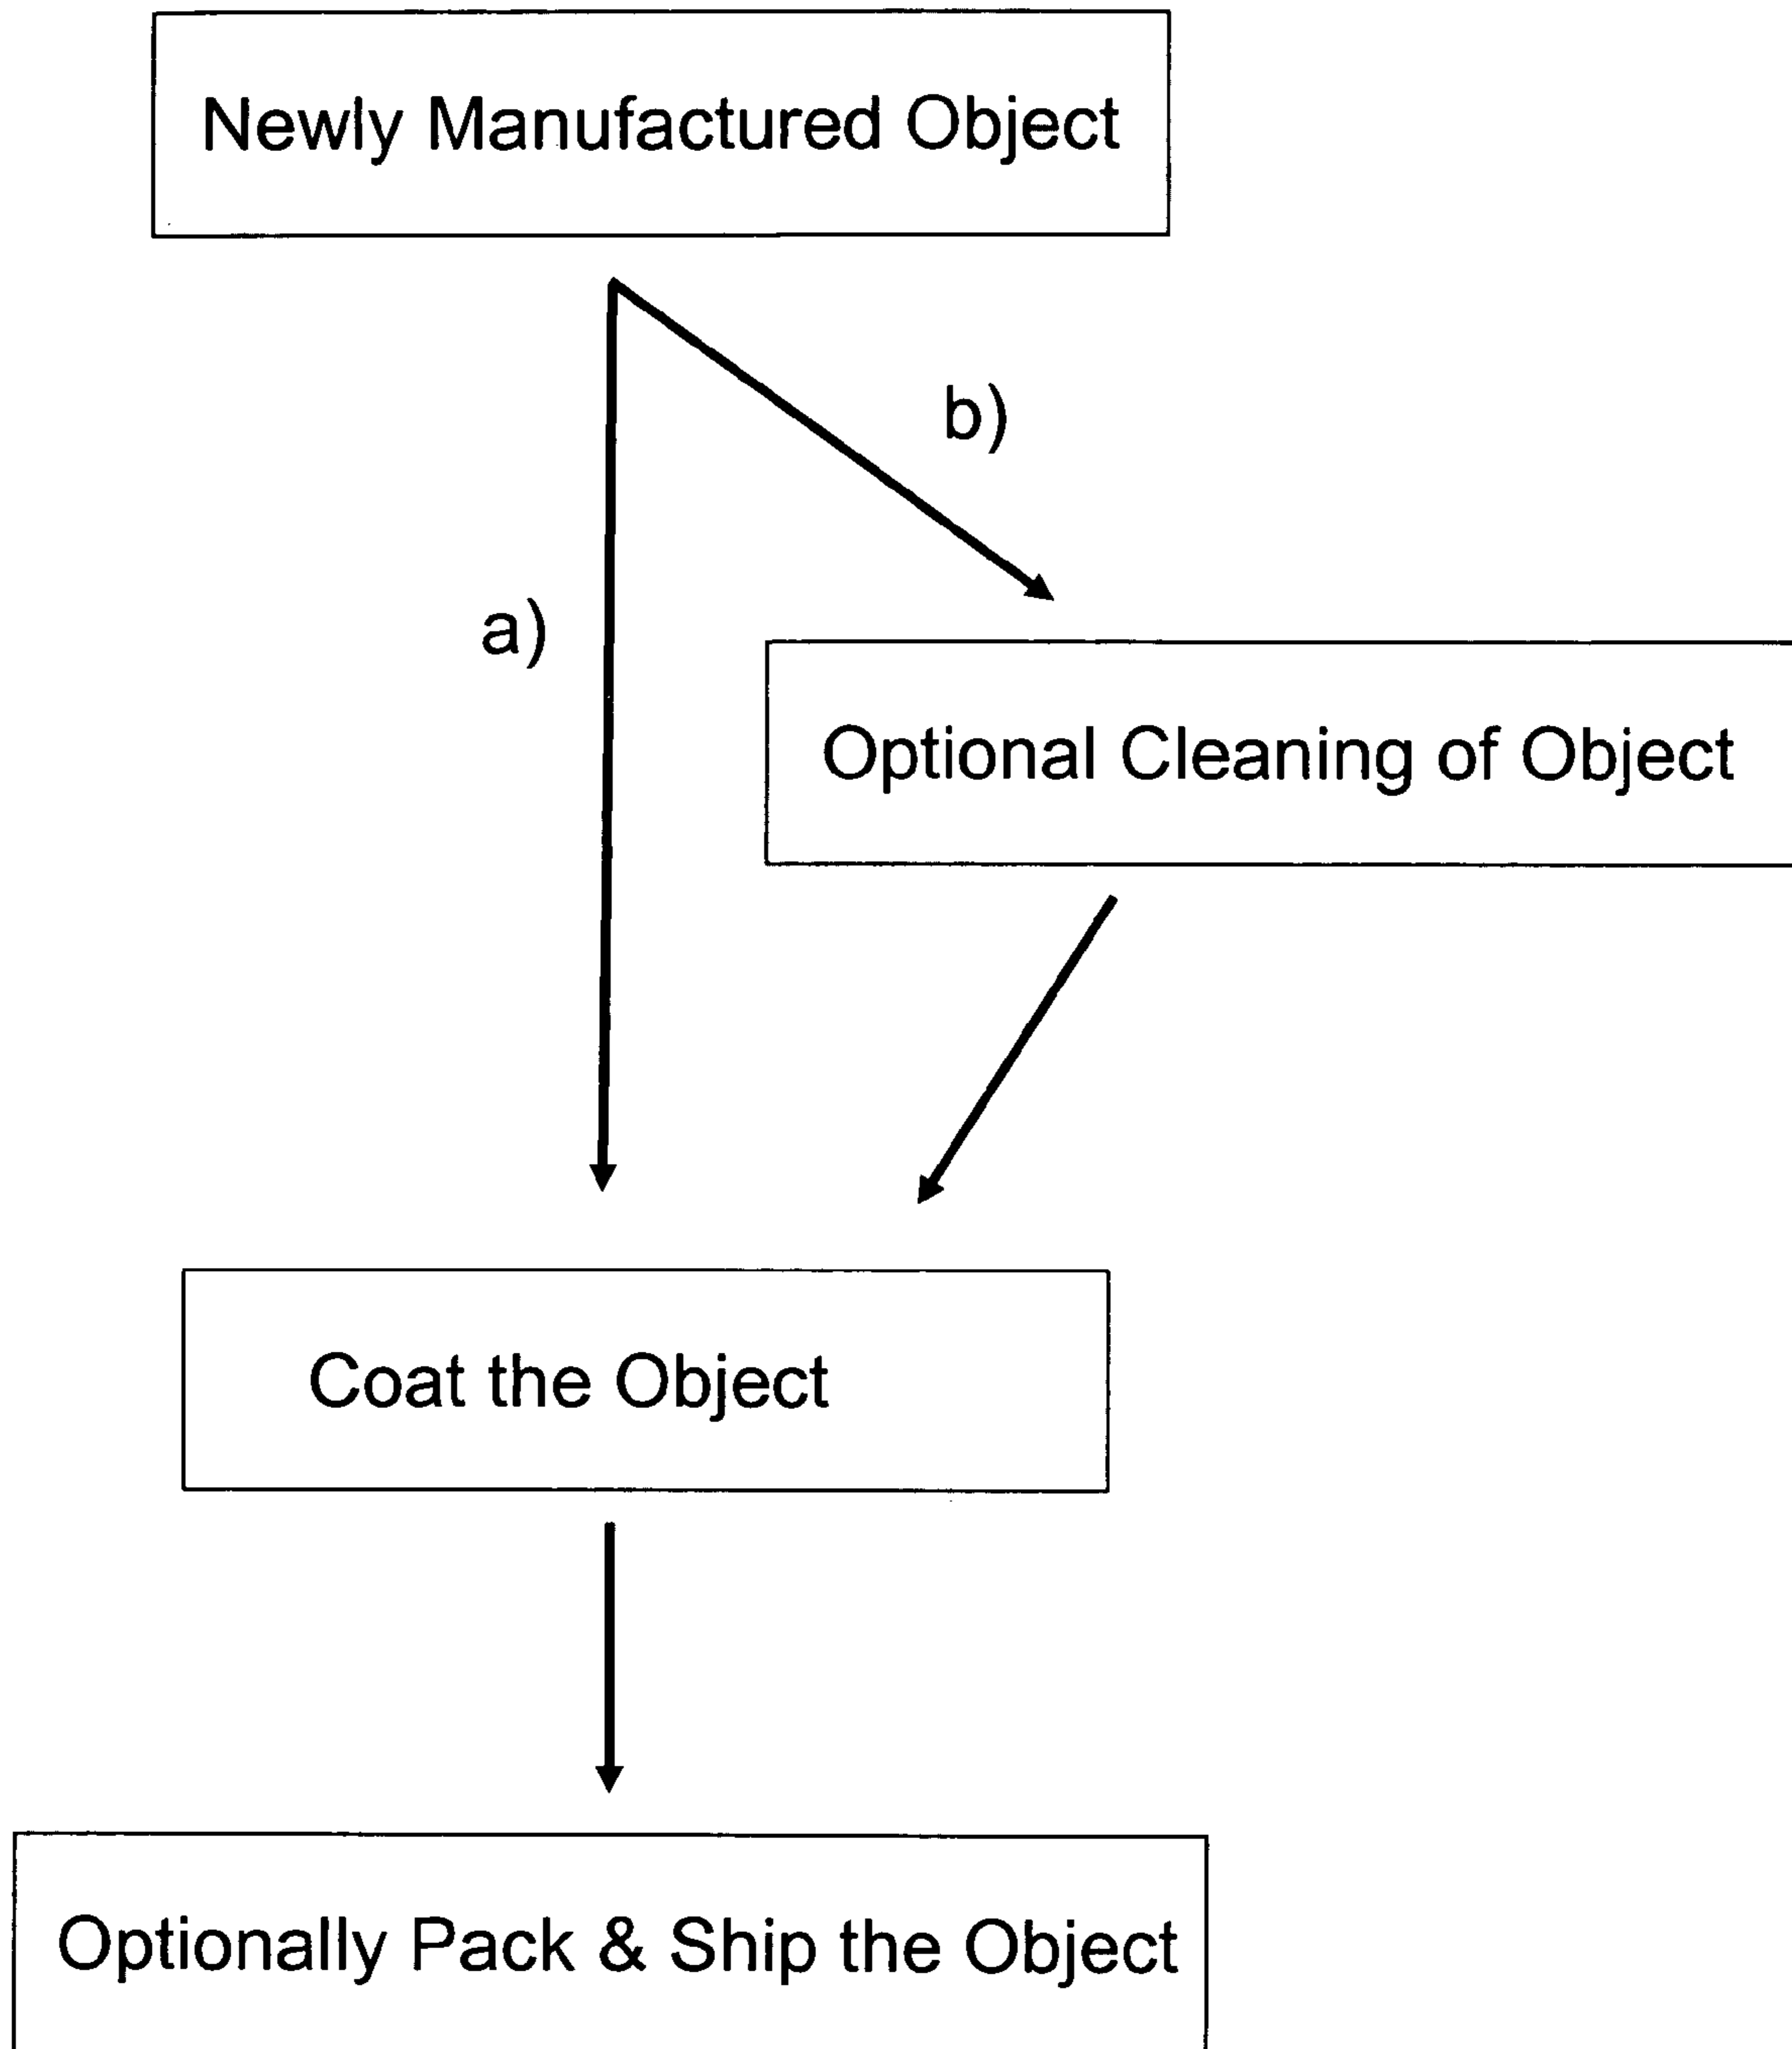 Newly Manufactured Object
b)
a)
Optional Cleaning of Object
Coat the Object
Optionally Pack & Ship the Object